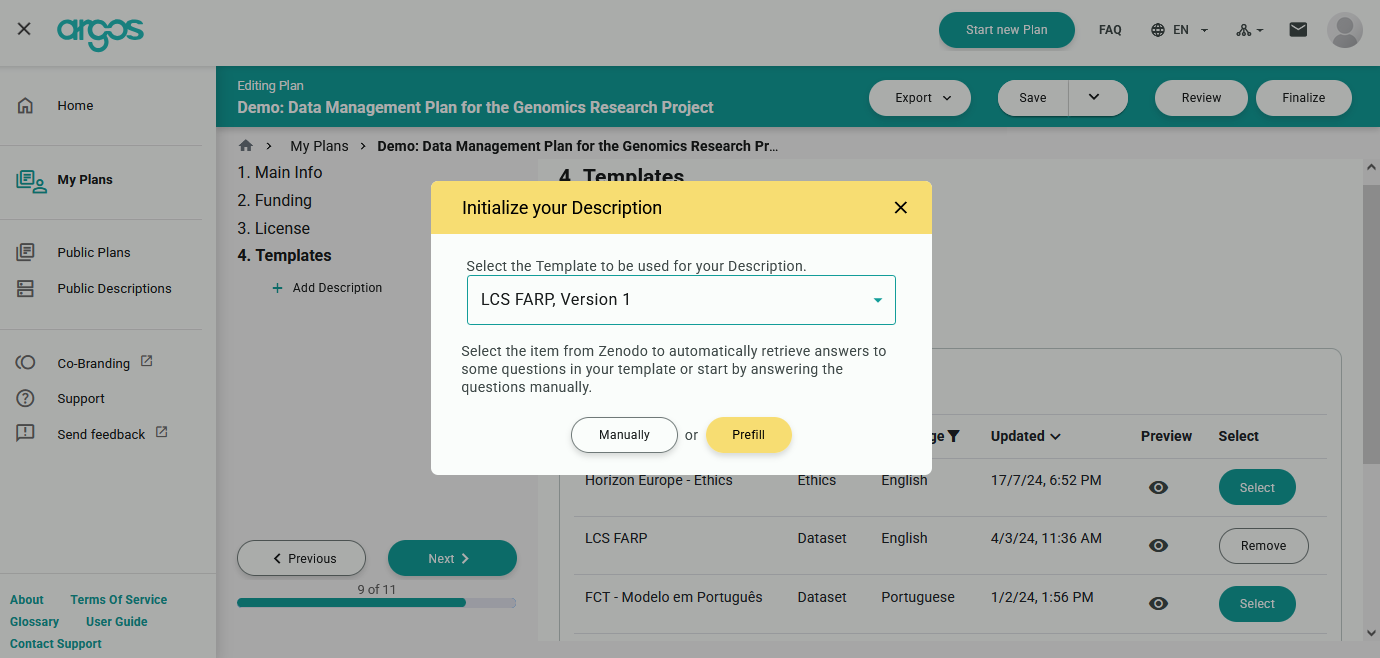 argos
Start new Plan
FAQ
EN
Home
My Plans
Public Plans
Public Descriptions
Co-Branding
Support
Send feedback
About Terms Of Service
Glossary User Guide
Contact Support
Editing Plan
Demo: Data Management Plan for the Genomics Research Project
Export
Save
Review
Finalize
My Plans
Demo: Data Management Plan for the Genomics Research Pr...
1. Main Info
2. Funding
3. License
4. Templates
+ Add Description
Previous
Next
9 of 11
4. Templates
Initialize your Description
Select the Template to be used for your Description.
LCS FARP, Version 1
Select the item from Zenodo to automatically retrieve answers to
some questions in your template or start by answering the
questions manually.
Manually or Prefill
Updated Preview Select
Horizon Europe - Ethics Ethics English 17/7/24, 6:52 PM Select
LCS FARP Dataset English 4/3/24, 11:36 AM Remove
FCT - Modelo em Português Dataset Portuguese 1/2/24, 1:56 PM Select